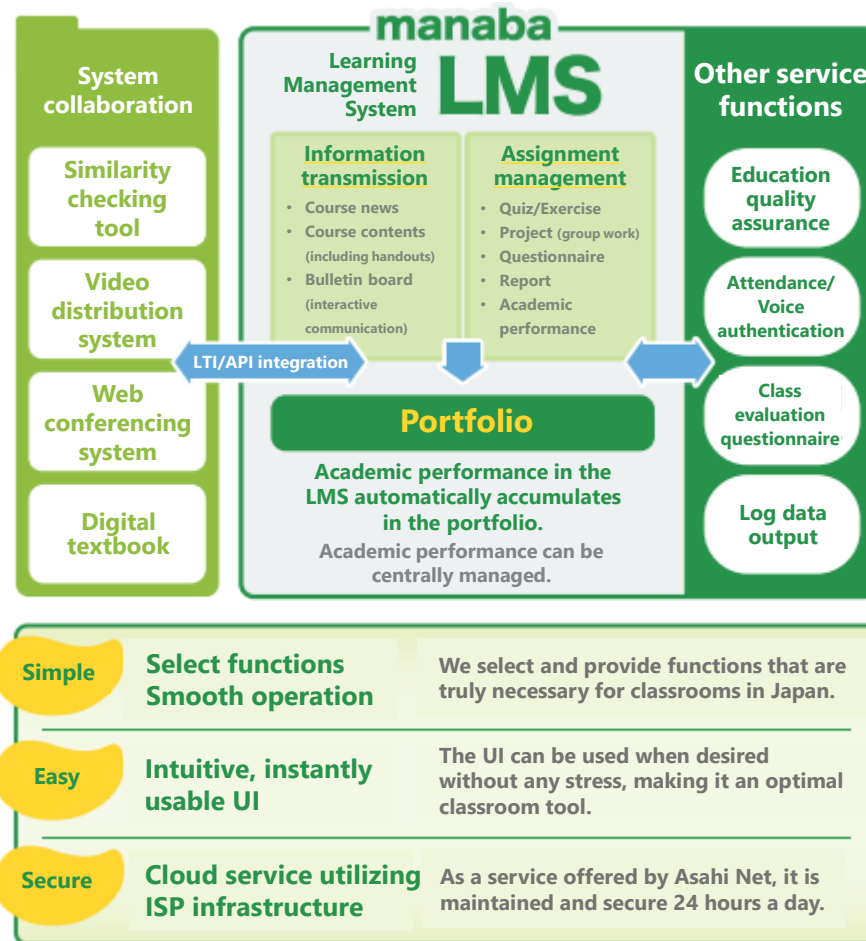 manaba
Learning
Management
System
LMS
System
collaboration
Similarity
checking
tool
Video
distribution
system
Web
conferencing
system
Digital
textbook
LTI/API integration
Information
transmission
• Course news
• Course contents
(including handouts)
• Bulletin board
(interactive
communication)
Assignment
management
• Quiz/Exercise
• Project (group work)
• Questionnaire
• Report
• Academic
performance
Portfolio
Academic performance in the
LMS automatically accumulates
in the portfolio.
Academic performance can be
centrally managed.
Other service
functions
Education
quality
assurance
Attendance/
Voice
authentication
Class
evaluation
questionnaire
Log data
output
Simple
Select functions
Smooth operation
We select and provide functions that are
truly necessary for classrooms in Japan.
Easy
Intuitive, instantly
usable UI
The UI can be used when desired
without any stress, making it an optimal
classroom tool.
Secure
Cloud service utilizing
ISP infrastructure
As a service offered by Asahi Net, it is
maintained and secure 24 hours a day.